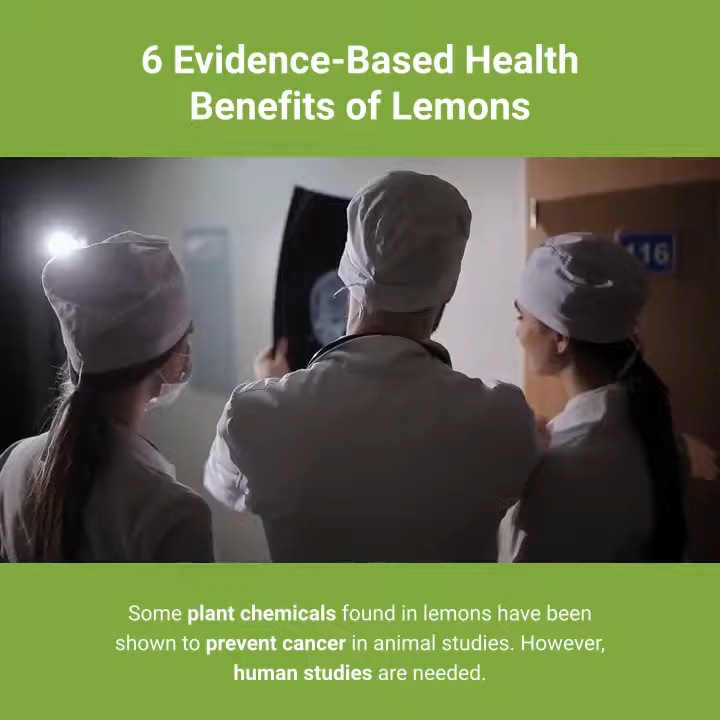 6 Evidence-Based Health
Benefits of Lemons
116
Some plant chemicals found in lemons have been
shown to prevent cancer in animal studies. However,
human studies are needed.